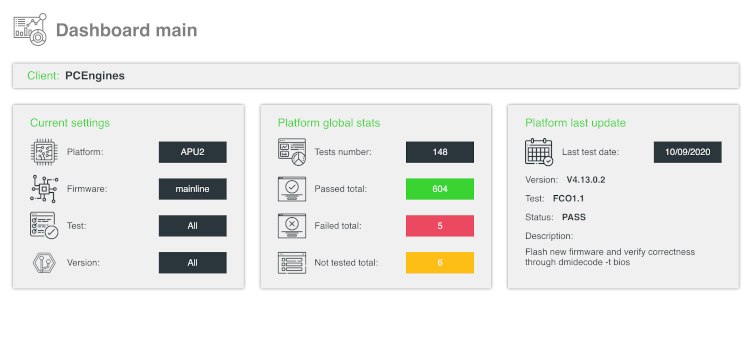 Dashboard main
Client: PCEngines
Current settings
Platform: APU2
Firmware: mainline
Test: All
Version: All
Platform global stats
Tests number: 148
Passed total: 604
Failed total: 5
Not tested total: 6
Platform last update
Last test date: 10/09/2020
Version: V4.13.0.2
Test: FCO1.1
Status: PASS
Description:
Flash new firmware and verify correctness
through dmidecode -t bios